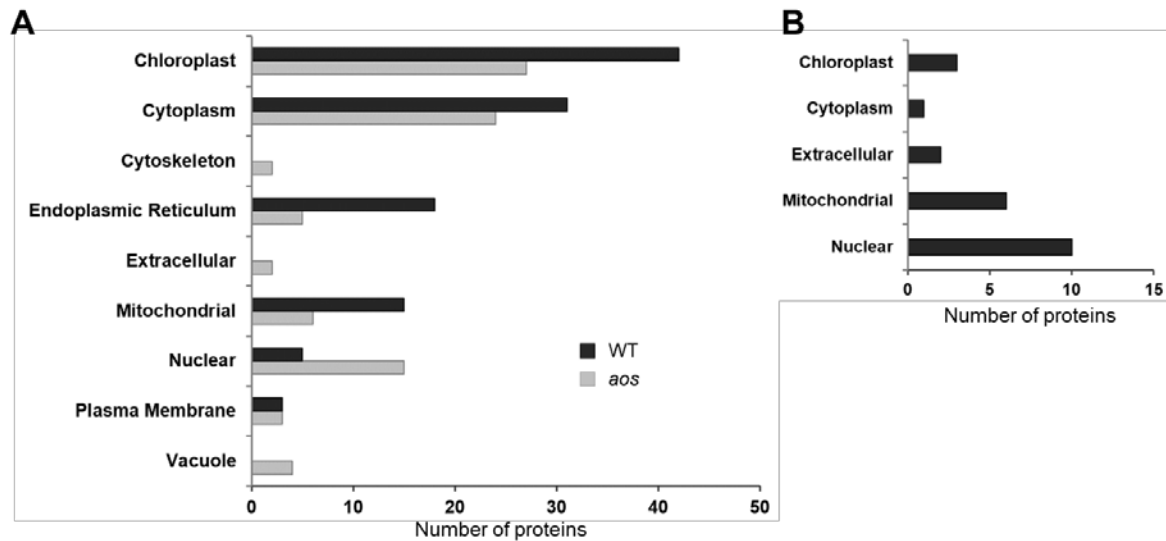 A
Chloroplast
Cytoplasm
Cytoskeleton
Endoplasmic Reticulum
Extracellular
Mitochondrial
Nuclear
Plasma Membrane
Vacuole
WT
aos
0 10 20 30 40 50
Number of proteins
B
Chloroplast
Cytoplasm
Extracellular
Mitochondrial
Nuclear
0 5 10 15
Number of proteins